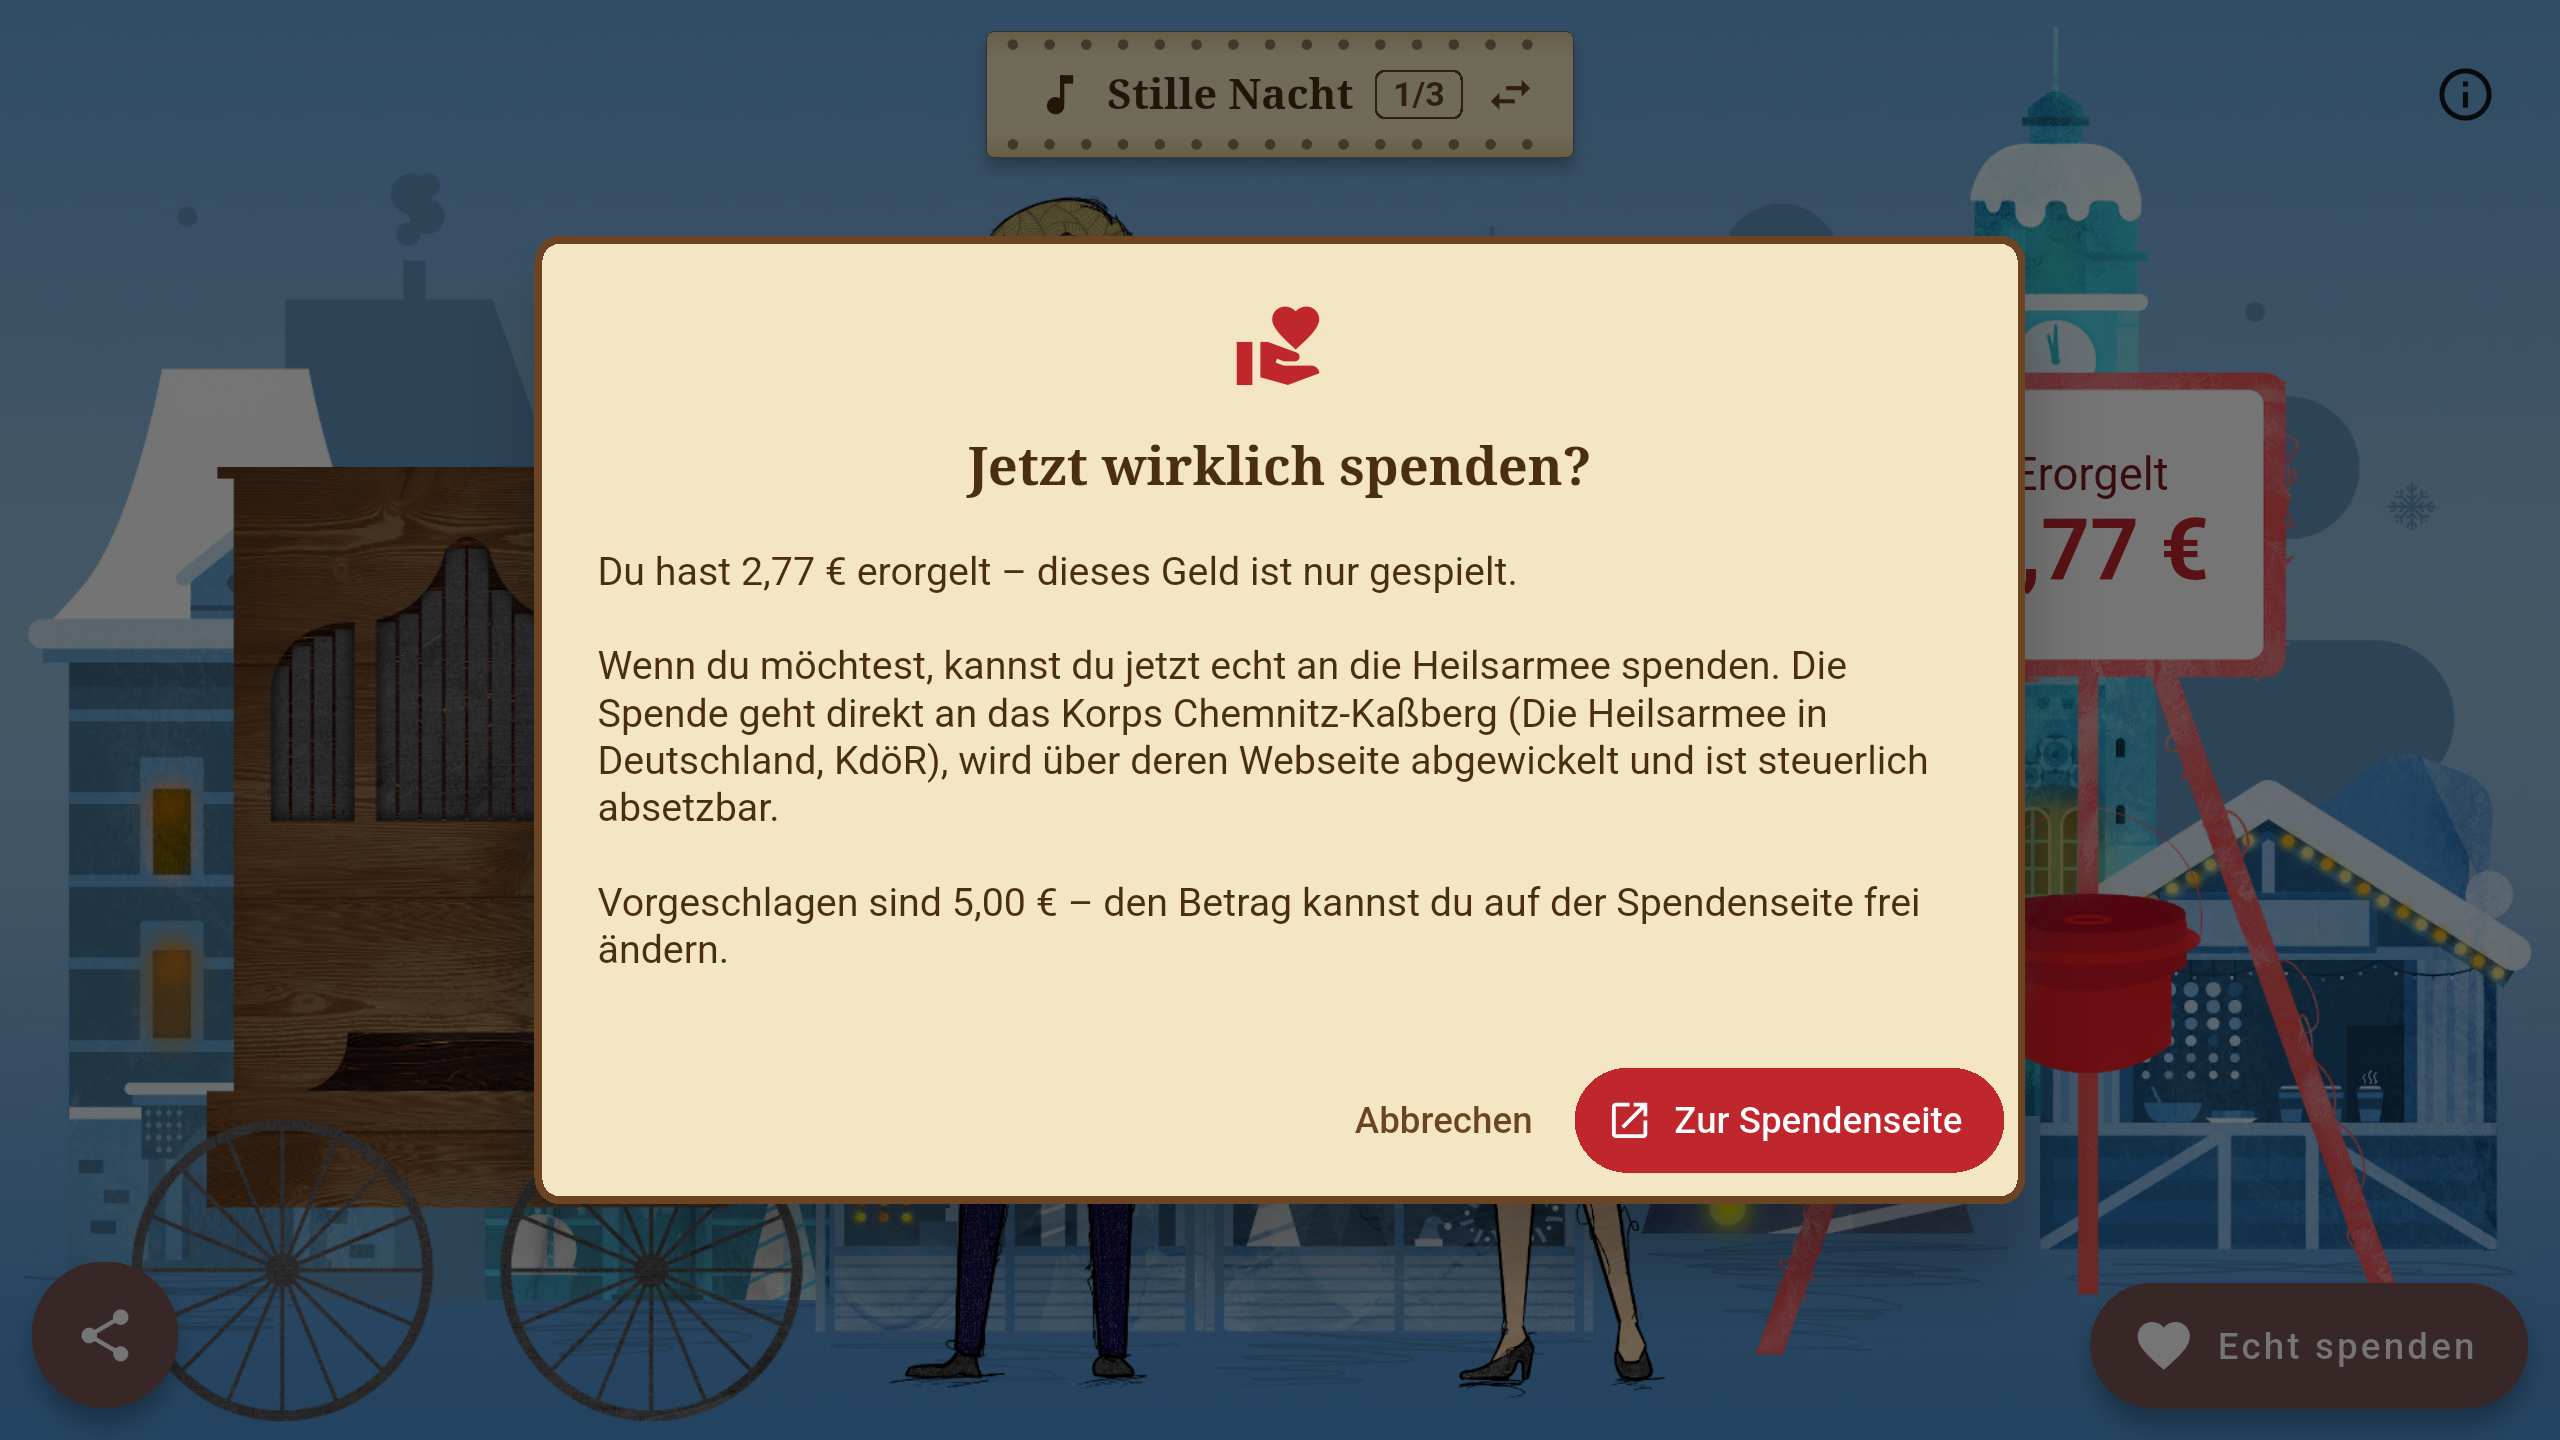 Stille Nacht 1/3
Jetzt wirklich spenden?
Du hast 2,77 € erorgelt – dieses Geld ist nur gespielt.
Wenn du möchtest, kannst du jetzt echt an die Heilsarmee spenden. Die
Spende geht direkt an das Korps Chemnitz-Kaßberg (Die Heilsarmee in
Deutschland, KdöR), wird über deren Webseite abgewickelt und ist steuerlich
absetzbar.
Vorgeschlagen sind 5,00 € – den Betrag kannst du auf der Spendenseite frei
ändern.
Abbrechen
Zur Spendenseite
Erorgelt
,77 €
Echt spenden